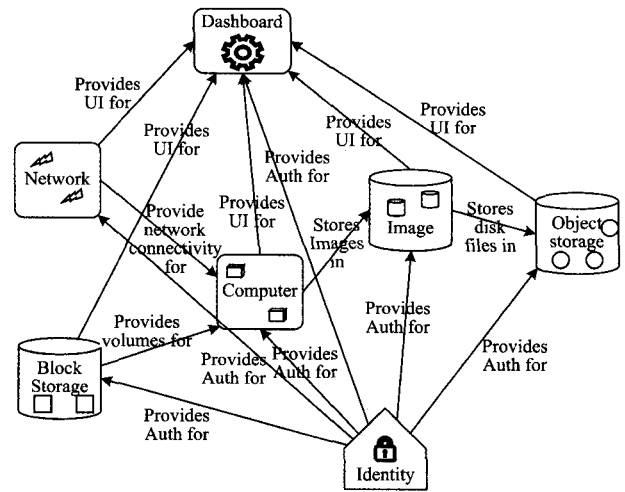 Dashboard
Provides
UI for
Provides
UI for
Provides
UI for
Provides
UI for
Provides
Auth for
Network
Provide
network
connectivity
for
Provides
UI for
Stores
Images
in
Image
Stores
disk
files in
Object
storage
Computer
Provides
volumes for
Provides
Auth for
Provides
Auth for
Provides
Auth for
Provides
Auth for
Block
Storage
Provides
Auth for
Identity